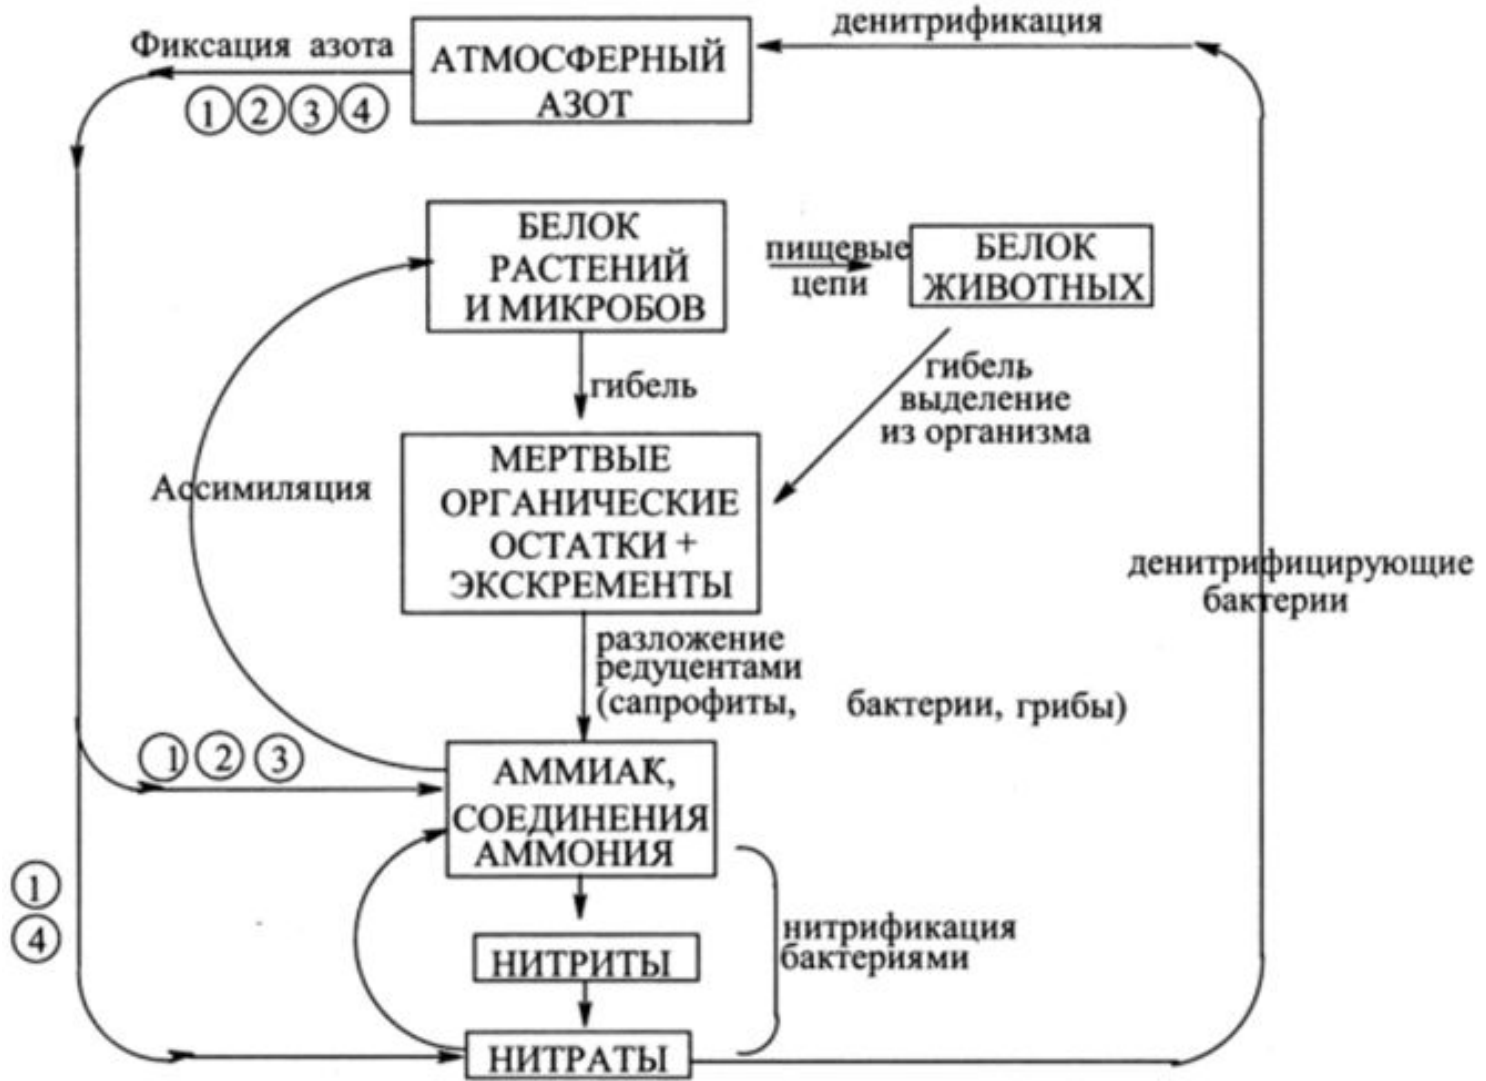 денитрификация
Фиксация азота
АТМОСФЕРНЫЙ
АЗОТ
1 2 3 4
БЕЛОК
РАСТЕНИЙ
И МИКРОБОВ
пищевые
цепи
БЕЛОК
ЖИВОТНЫХ
гибель
гибель
выделение
из организма
Ассимиляция
МЕРТВЫЕ
ОРГАНИЧЕСКИЕ
ОСТАТКИ +
ЭКСКРЕМЕНТЫ
денитрифицирующие
бактерии
разложение
редуцентами
(сапрофиты, бактерии, грибы)
1 2 3
АММИАК,
СОЕДИНЕНИЯ
АММОНИЯ
1
4
нитрификация
бактериями
НИТРИТЫ
НИТРАТЫ